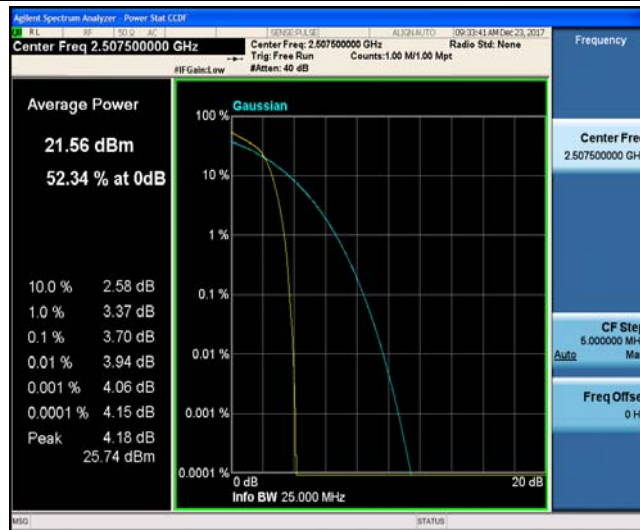 Agilent Spectrum Analyzer - Power Stat CCDF
RL RF 50 Ω AC SENSE:PULSE ALIGN AUTO 09:33:41 AM Dec 23, 2017
Center Freq 2.507500000 GHz
Center Freq: 2.507500000 GHz Radio Std: None
Trig: Free Run Counts:1.00 M/1.00 Mpt
#IFGain:Low #Atten: 40 dB
Frequency
Average Power
21.56 dBm
52.34 % at 0dB
10.0 % 2.58 dB
1.0 % 3.37 dB
0.1 % 3.70 dB
0.01 % 3.94 dB
0.001 % 4.06 dB
0.0001 % 4.15 dB
Peak 4.18 dB
25.74 dBm
Gaussian
100 %
10 %
1 %
0.1 %
0.01 %
0.001 %
0.0001 %
0 dB 20 dB
Info BW 25.000 MHz
Center Fre
2.507500000 GH
CF Step
5.000000 MH
Auto Ma
Freq Offse
0 H
MSG STATUS